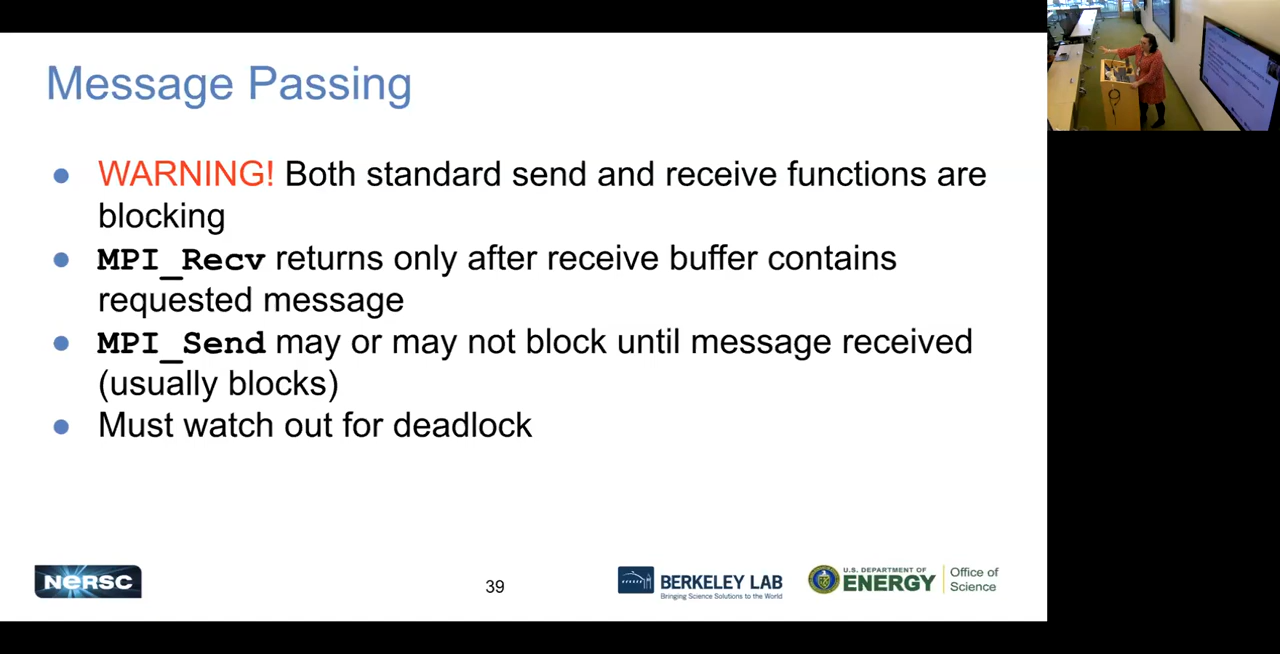 Message Passing
● WARNING! Both standard send and receive functions are
blocking
● MPI_Recv returns only after receive buffer contains
requested message
● MPI_Send may or may not block until message received
(usually blocks)
● Must watch out for deadlock
NERSC
39
BERKELEY LAB
Bringing Science Solutions to the World
U.S. DEPARTMENT OF
ENERGY
Office of
Science